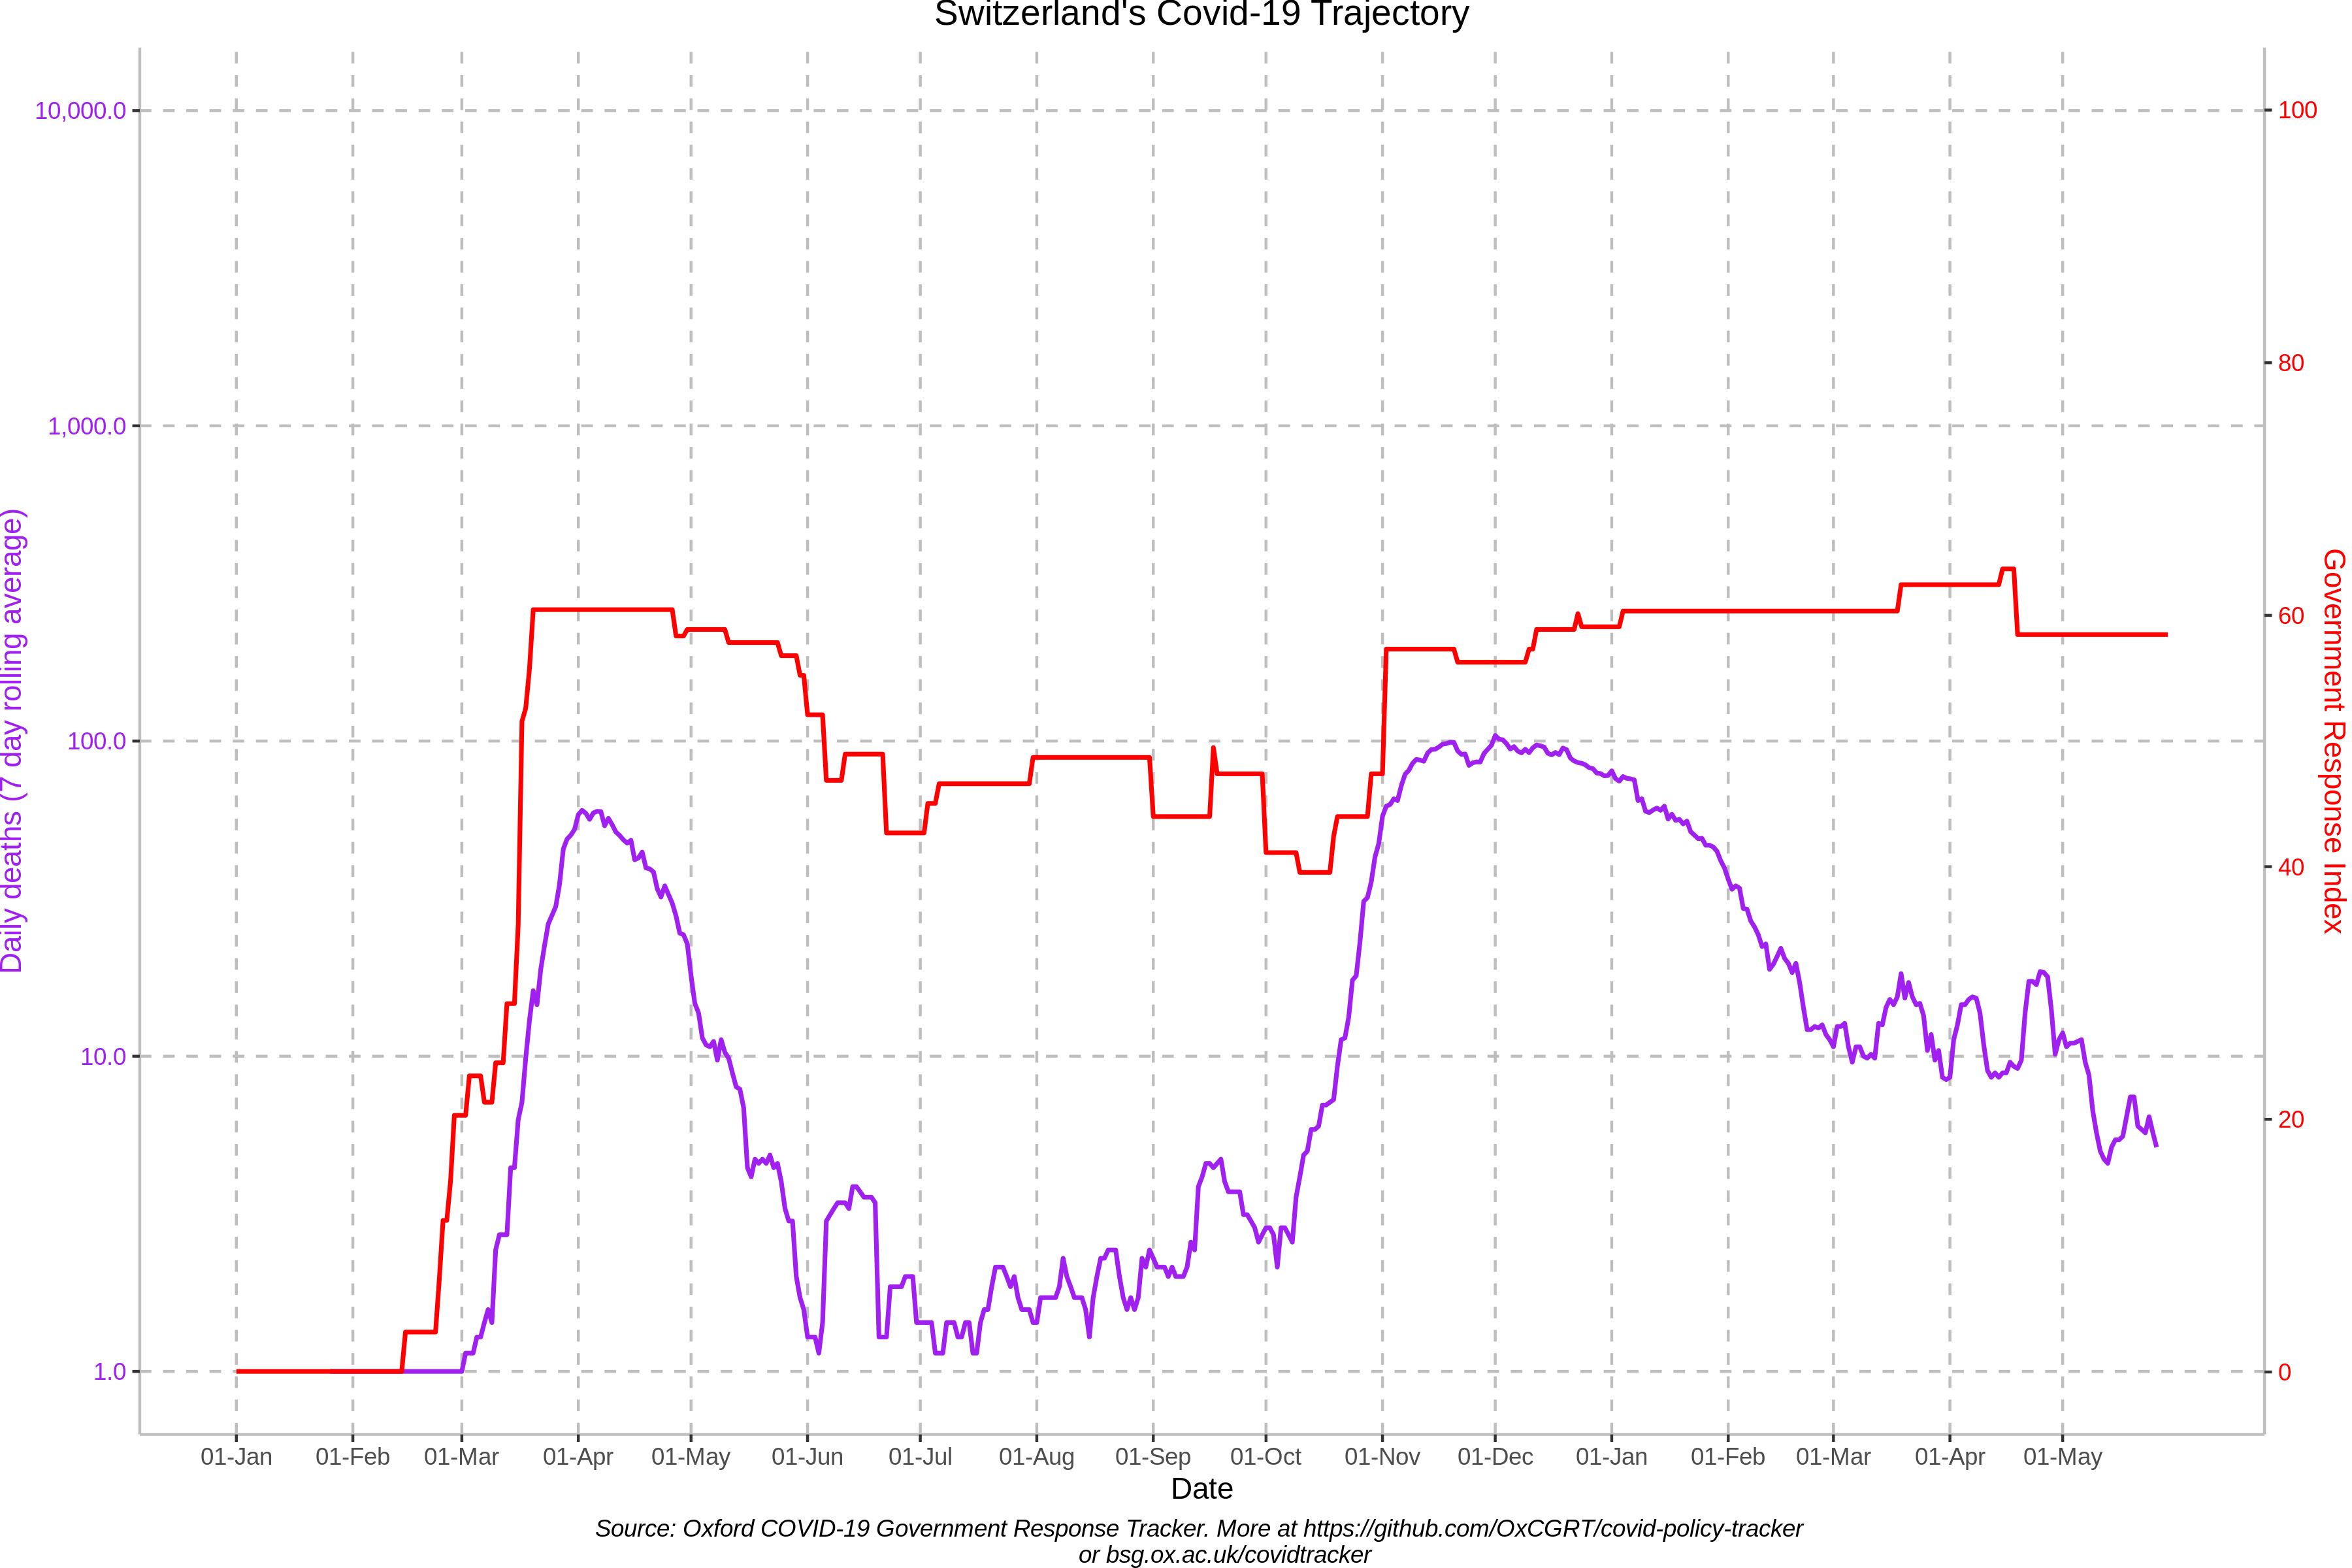 Switzerland's Covid-19 Trajectory
10,000.0
1,000.0
100.0
10.0
1.0
Daily deaths (7 day rolling average)
100
80
60
40
20
0
Government Response Index
01-Jan 01-Feb 01-Mar 01-Apr 01-May 01-Jun 01-Jul 01-Aug 01-Sep 01-Oct 01-Nov 01-Dec 01-Jan 01-Feb 01-Mar 01-Apr 01-May
Date
Source: Oxford COVID-19 Government Response Tracker. More at https://github.com/OxCGRT/covid-policy-tracker
or bsg.ox.ac.uk/covidtracker